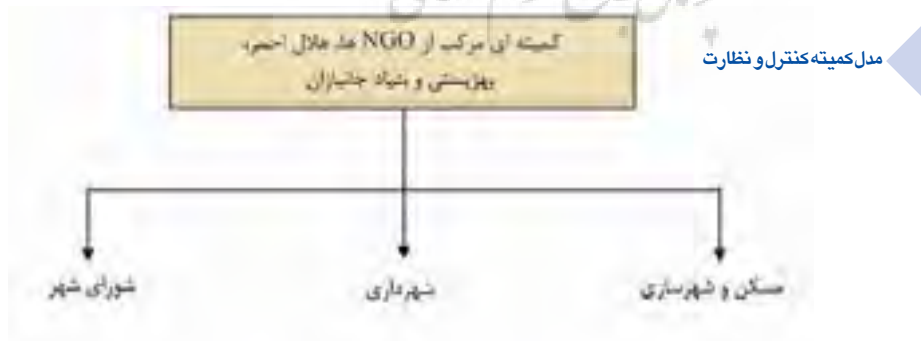 مدل کمیته کنترل و نظارت
کمیته ای مرکب از NGO ها، هلال احمر،
بهزیستی و بنیاد جانبازان
مسکن و شهرسازی
شهرداری
شورای شهر